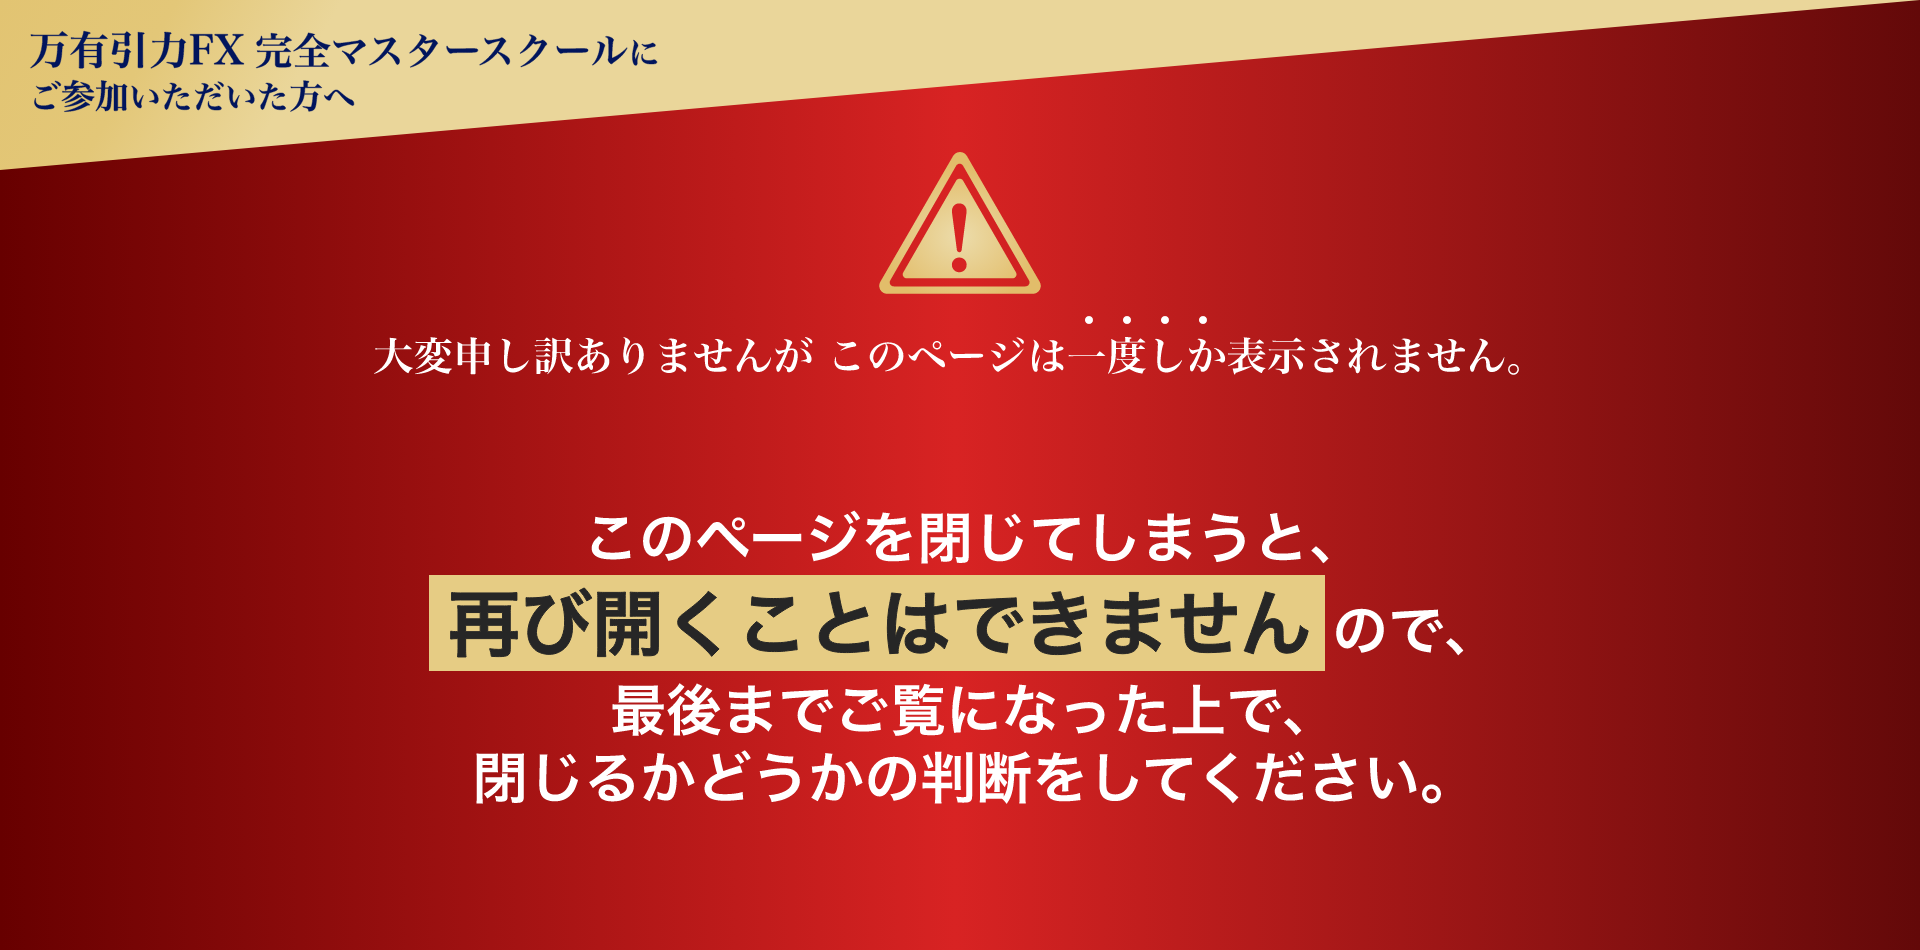 万有引力FX 完全マスタースクールに
ご参加いただいた方へ
大変申し訳ありませんが このページは一度しか表示されません。
このページを閉じてしまうと、
再び開くことはできません ので、
最後までご覧になった上で、
閉じるかどうかの判断をしてください。